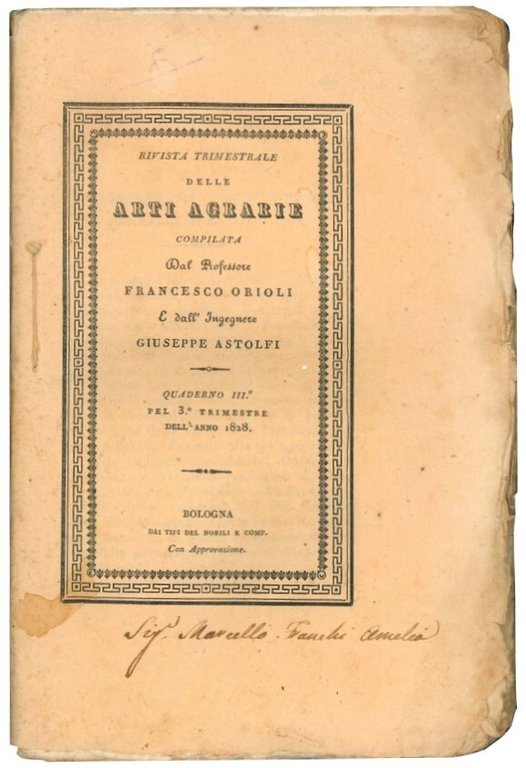 RIVISTA TRIMESTRALE
DELLE
ARTI AGRARIE
COMPILATA
Dal Professore
FRANCESCO ORIOLI
E dall' Ingegnere
GIUSEPPE ASTOLFI
QUADERNO III.º
PEL 3.º TRIMESTRE
DELL' ANNO 1828.
BOLOGNA
DAI TIPI DEL NOBILI E COMP.
Con Approvazione.
Sig.r Marcello Amelia